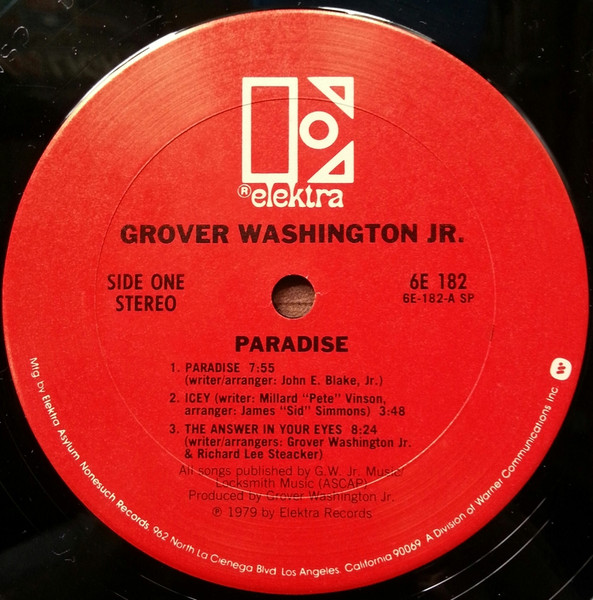 ® elektra
GROVER WASHINGTON JR.
SIDE ONE
STEREO
6E 182
6E-182-A SP
PARADISE
1. PARADISE 7:55
(writer/arranger: John E. Blake, Jr.)
2. ICEY (writer: Millard "Pete" Vinson,
arranger: James "Sid" Simmons) 3:48
3. THE ANSWER IN YOUR EYES 8:24
(writer/arrangers: Grover Washington Jr.
& Richard Lee Steacker)
All songs published by G.W. Jr. Music/
Locksmith Music (ASCAP)
Produced by Grover Washington Jr.
℗ 1979 by Elektra Records
Mfg by Elektra Asylum Nonesuch Records, 962 North La Cienega Blvd Los Angeles, California 90069 A Division of Warner Communications Inc.